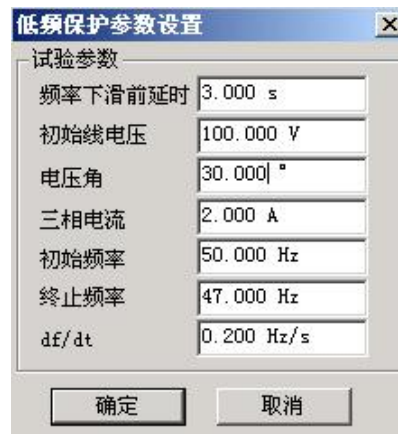 低频保护参数设置
试验参数
频率下滑前延时 3.000 s
初始线电压 100.000 V
电压角 30.000 °
三相电流 2.000 A
初始频率 50.000 Hz
终止频率 47.000 Hz
df/dt 0.200 Hz/s
确定 取消